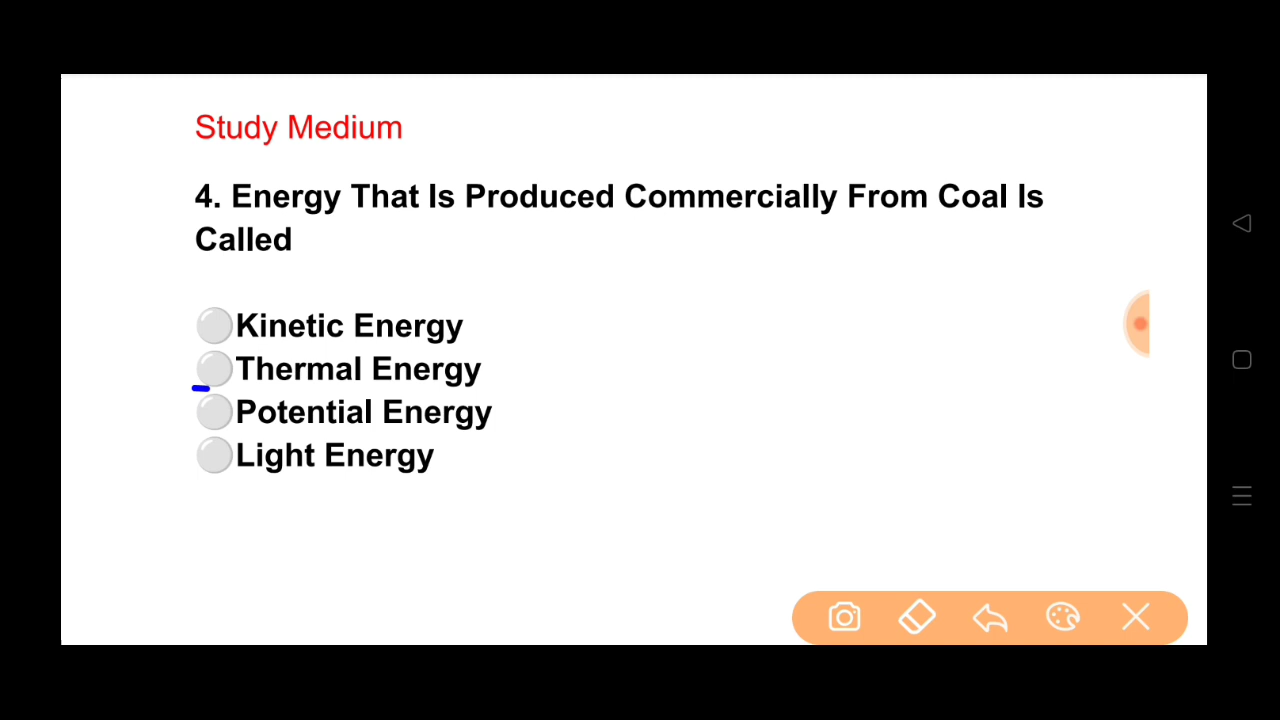 Study Medium
4. Energy That Is Produced Commercially From Coal Is
Called
Kinetic Energy
Thermal Energy
Potential Energy
Light Energy